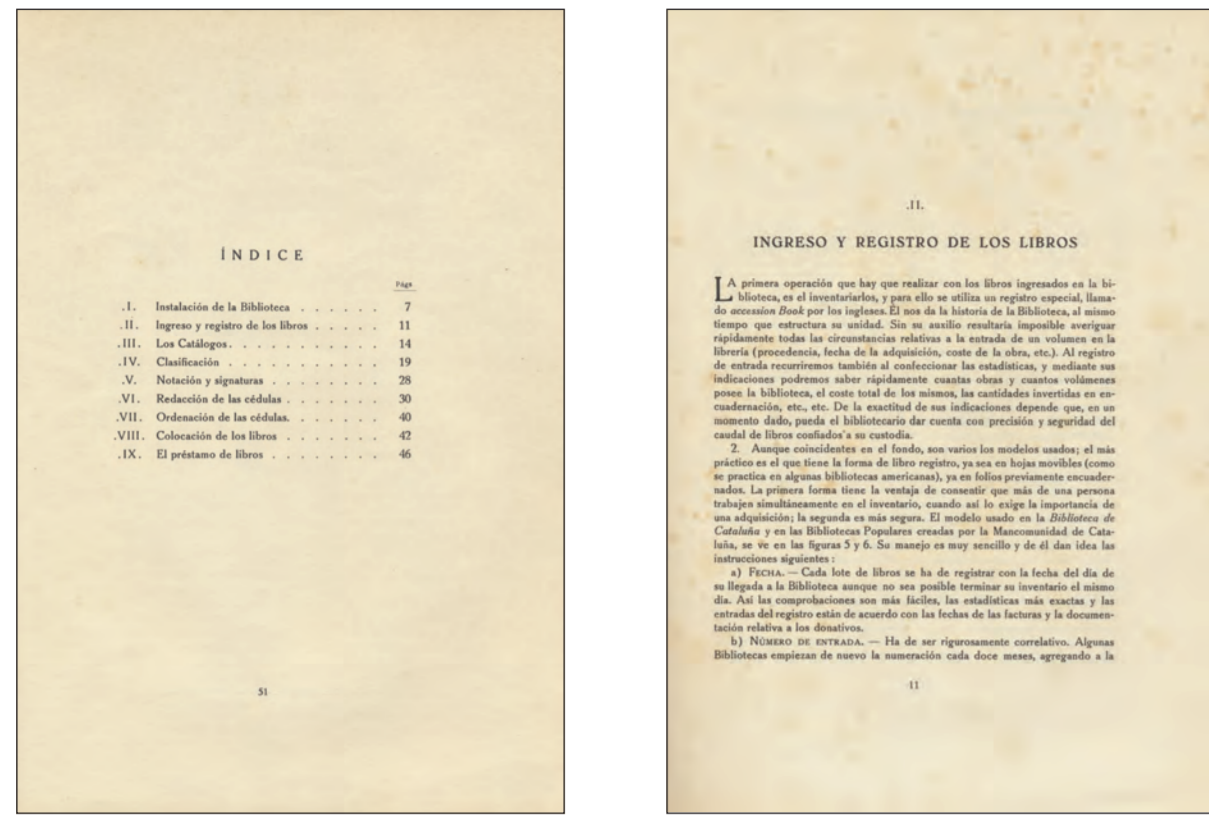 ÍNDICE
Págs
.I. Instalación de la Biblioteca . . . . . . 7
.II. Ingreso y registro de los libros . . . . . 11
.III. Los Catálogos. . . . . . . . . . . 14
.IV. Clasificación . . . . . . . . . . . 19
.V. Notación y signaturas . . . . . . . . 28
.VI. Redacción de las cédulas . . . . . . . 30
.VII. Ordenación de las cédulas. . . . . . . 40
.VIII. Colocación de los libros . . . . . . . 42
.IX. El préstamo de libros . . . . . . . . 46
51
.II.
INGRESO Y REGISTRO DE LOS LIBROS
LA primera operación que hay que realizar con los libros ingresados en la bi-
blioteca, es el inventariarlos, y para ello se utiliza un registro especial, llama-
do accession Book por los ingleses. Él nos da la historia de la Biblioteca, al mismo
tiempo que estructura su unidad. Sin su auxilio resultaría imposible averiguar
rápidamente todas las circunstancias relativas a la entrada de un volumen en la
librería (procedencia, fecha de la adquisición, coste de la obra, etc.). Al registro
de entrada recurriremos también al confeccionar las estadísticas, y mediante sus
indicaciones podremos saber rápidamente cuantas obras y cuantos volúmenes
posee la biblioteca, el coste total de los mismos, las cantidades invertidas en en-
cuadernación, etc., etc. De la exactitud de sus indicaciones depende que, en un
momento dado, pueda el bibliotecario dar cuenta con precisión y seguridad del
caudal de libros confiados a su custodia.
2. Aunque coincidentes en el fondo, son varios los modelos usados; el más
práctico es el que tiene la forma de libro registro, ya sea en hojas movibles (como
se practica en algunas bibliotecas americanas), ya en folios previamente encuader-
nados. La primera forma tiene la ventaja de consentir que más de una persona
trabajen simultáneamente en el inventario, cuando así lo exige la importancia de
una adquisición; la segunda es más segura. El modelo usado en la Biblioteca de
Cataluña y en las Bibliotecas Populares creadas por la Mancomunidad de Cata-
luña, se ve en las figuras 5 y 6. Su manejo es muy sencillo y de él dan idea las
instrucciones siguientes :
a) FECHA. — Cada lote de libros se ha de registrar con la fecha del día de
su llegada a la Biblioteca aunque no sea posible terminar su inventario el mismo
día. Así las comprobaciones son más fáciles, las estadísticas más exactas y las
entradas del registro están de acuerdo con las fechas de las facturas y la documen-
tación relativa a los donativos.
b) NÚMERO DE ENTRADA. — Ha de ser rigurosamente correlativo. Algunas
Bibliotecas empiezan de nuevo la numeración cada doce meses, agregando a la
11